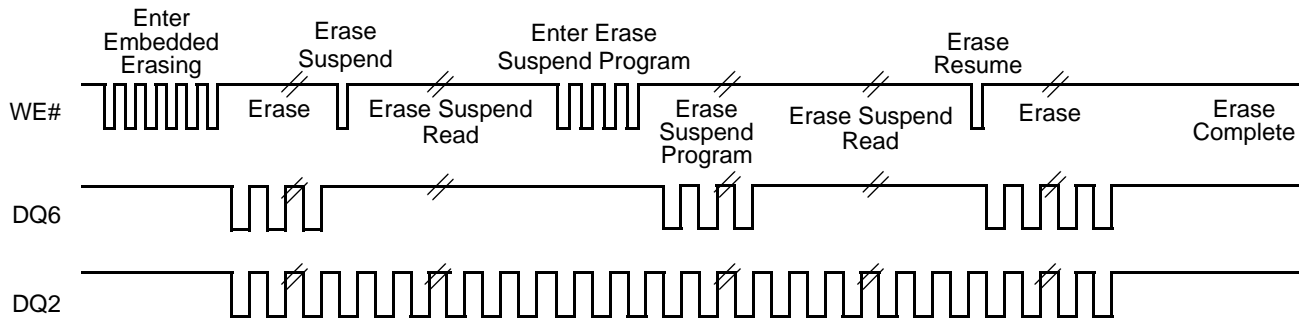 Enter
Embedded
Erasing
Erase
Suspend
Enter Erase
Suspend Program
Erase
Resume
WE#
Erase
Erase Suspend
Read
Erase
Suspend
Program
Erase Suspend
Read
Erase
Erase
Complete
DQ6
DQ2